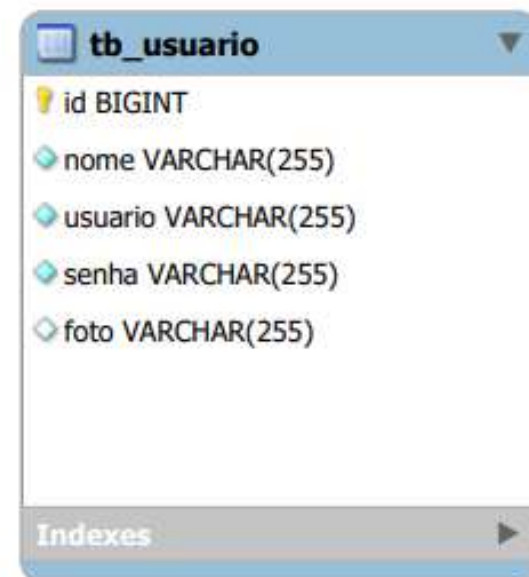 tb_usuario
id BIGINT
nome VARCHAR(255)
usuario VARCHAR(255)
senha VARCHAR(255)
foto VARCHAR(255)
Indexes